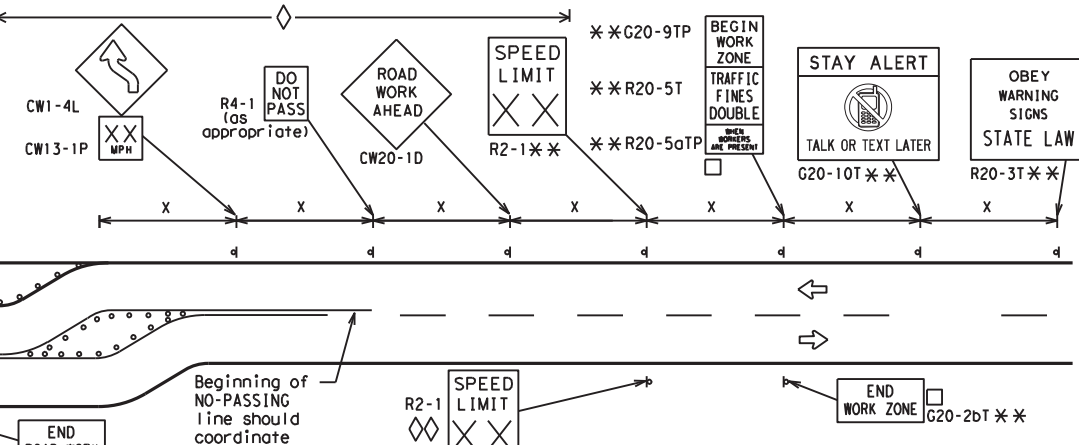 CW1-4L
XX
MPH
CW13-1P
R4-1
(as
appropriate)
DO
NOT
PASS
ROAD
WORK
AHEAD
CW20-1D
SPEED
LIMIT
X X
R2-1**
**G20-9TP
**R20-5T
**R20-5aTP
BEGIN
WORK
ZONE
TRAFFIC
FINES
DOUBLE
WHEN
WORKERS
ARE PRESENT
STAY ALERT
TALK OR TEXT LATER
G20-10T**
OBEY
WARNING
SIGNS
STATE LAW
R20-3T**
X X X X X X X
Beginning of
NO-PASSING
line should
coordinate
R2-1
SPEED
LIMIT
X X
END
WORK ZONE
G20-2bT**
END